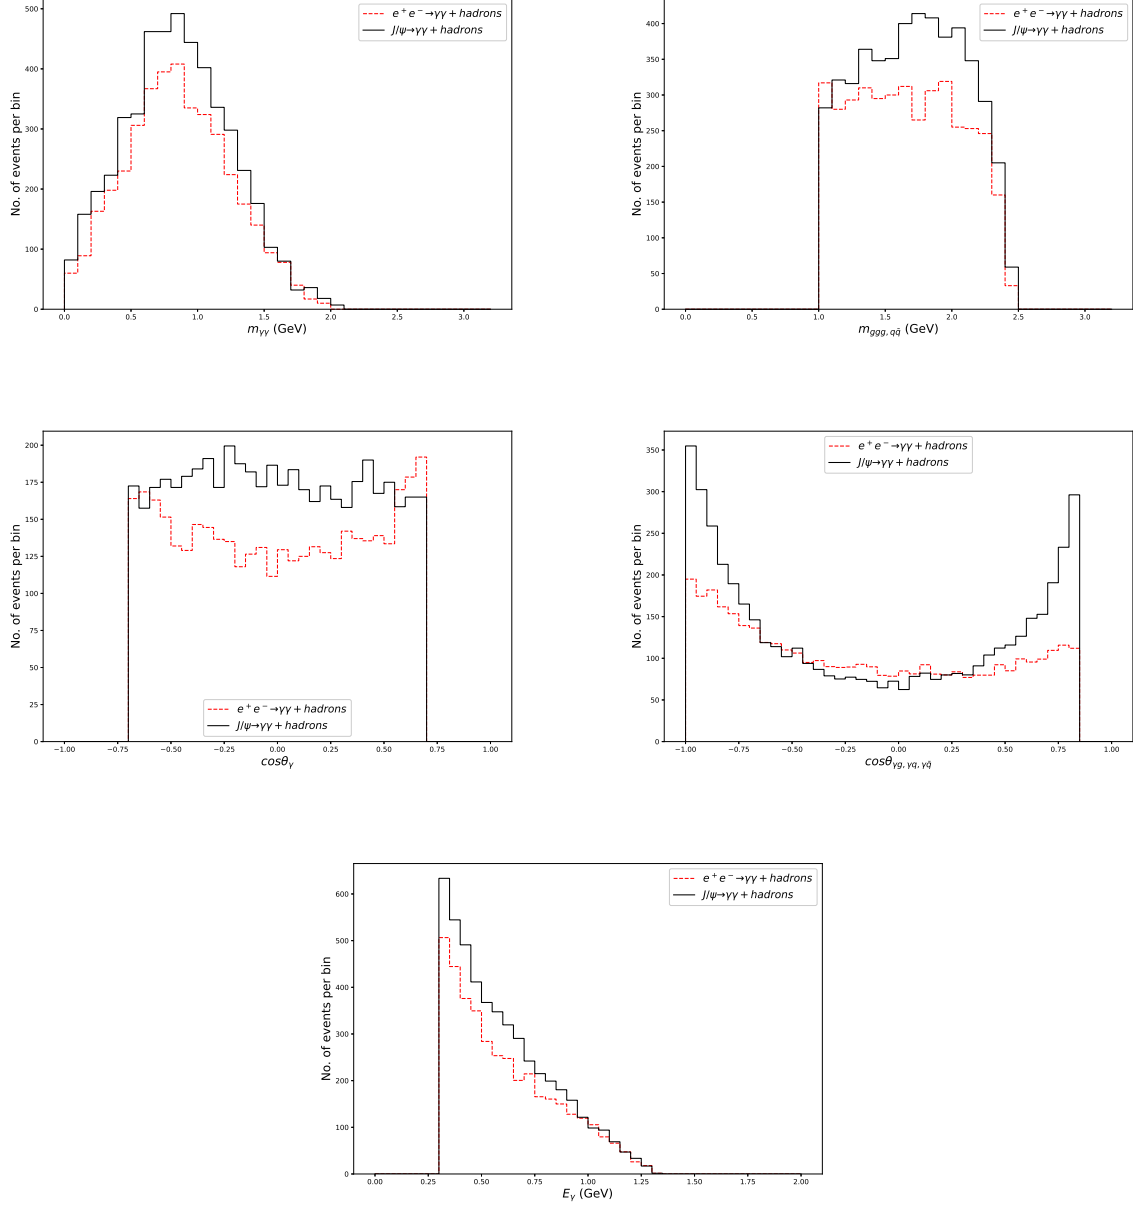 500
400
300
200
100
0
0.0 0.5 1.0 1.5 2.0 2.5 3.0
No. of events per bin
m_γγ (GeV)
e⁺e⁻→γγ + hadrons
J/ψ→γγ + hadrons
400
350
300
250
200
150
100
50
0
0.0 0.5 1.0 1.5 2.0 2.5 3.0
No. of events per bin
m_ggg, qq̄ (GeV)
e⁺e⁻→γγ + hadrons
J/ψ→γγ + hadrons
200
175
150
125
100
75
50
25
0
−1.00 −0.75 −0.50 −0.25 0.00 0.25 0.50 0.75 1.00
No. of events per bin
cosθ_γ
e⁺e⁻→γγ + hadrons
J/ψ→γγ + hadrons
350
300
250
200
150
100
50
0
−1.00 −0.75 −0.50 −0.25 0.00 0.25 0.50 0.75 1.00
No. of events per bin
cosθ_γg, γq, γq̄
e⁺e⁻→γγ + hadrons
J/ψ→γγ + hadrons
600
500
400
300
200
100
0
0.00 0.25 0.50 0.75 1.00 1.25 1.50 1.75 2.00
No. of events per bin
E_γ (GeV)
e⁺e⁻→γγ + hadrons
J/ψ→γγ + hadrons